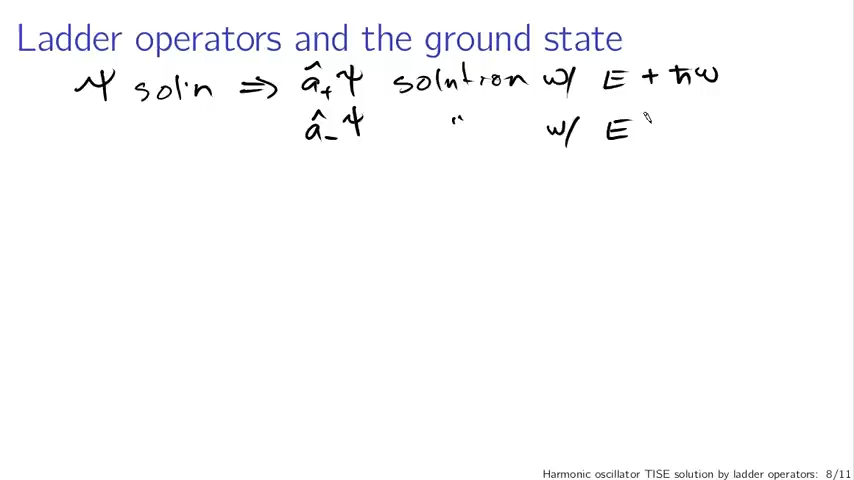 Ladder operators and the ground state
ψ sol'n ⇒ â₊ψ solution w/ E + ħω
â₋ψ " w/ E
Harmonic oscillator TISE solution by ladder operators: 8/11